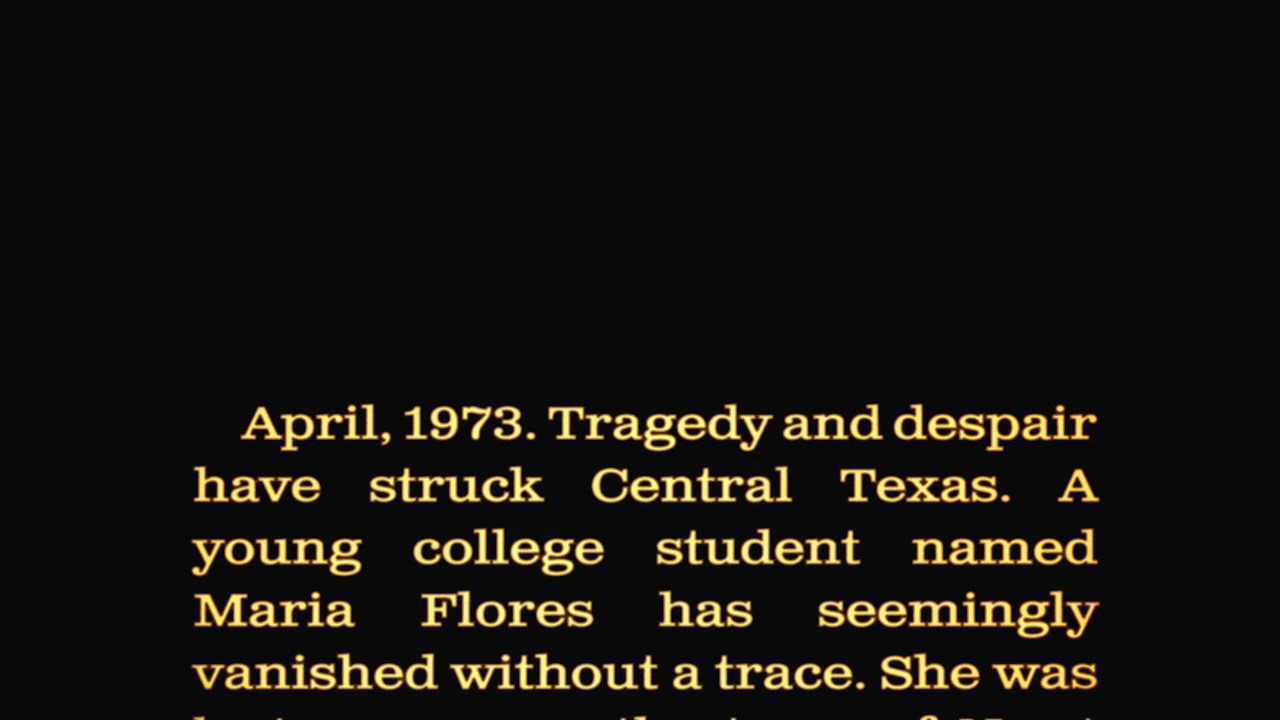 April, 1973. Tragedy and despair
have struck Central Texas. A
young college student named
Maria Flores has seemingly
vanished without a trace. She was